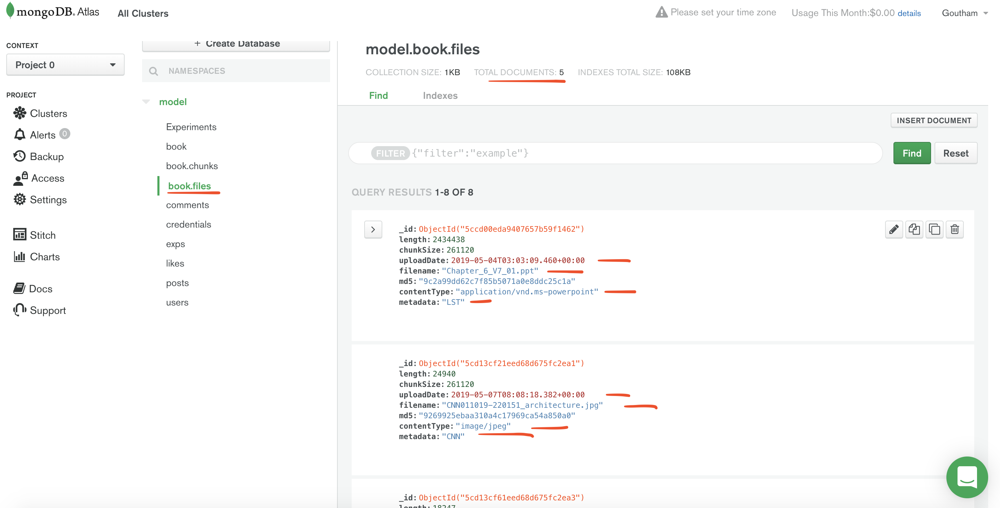 mongoDB. Atlas
All Clusters
Please set your time zone
Usage This Month:$0.00 details
Goutham
CONTEXT
Project 0
PROJECT
Clusters
Alerts 0
Backup
Access
Settings
Stitch
Charts
Docs
Support
+ Create Database
NAMESPACES
model
Experiments
book
book.chunks
book.files
comments
credentials
exps
likes
posts
users
model.book.files
COLLECTION SIZE: 1KB TOTAL DOCUMENTS: 5 INDEXES TOTAL SIZE: 108KB
Find Indexes
INSERT DOCUMENT
FILTER {"filter":"example"}
Find Reset
QUERY RESULTS 1-8 OF 8
_id: ObjectId("5ccd00eda9407657b59f1462")
length: 2434438
chunkSize: 261120
uploadDate: 2019-05-04T03:03:09.460+00:00
filename: "Chapter_6_V7_01.ppt"
md5: "9c2a99dd62c7f85b5071a0e8ddc25c1a"
contentType: "application/vnd.ms-powerpoint"
metadata: "LST"
_id: ObjectId("5cd13cf21eed68d675fc2ea1")
length: 24940
chunkSize: 261120
uploadDate: 2019-05-07T08:08:18.382+00:00
filename: "CNN011019-220151_architecture.jpg"
md5: "9269925ebaa310a4c17969ca54a850a0"
contentType: "image/jpeg"
metadata: "CNN"
_id: ObjectId("5cd13cf61eed68d675fc2ea3")
length: 18247